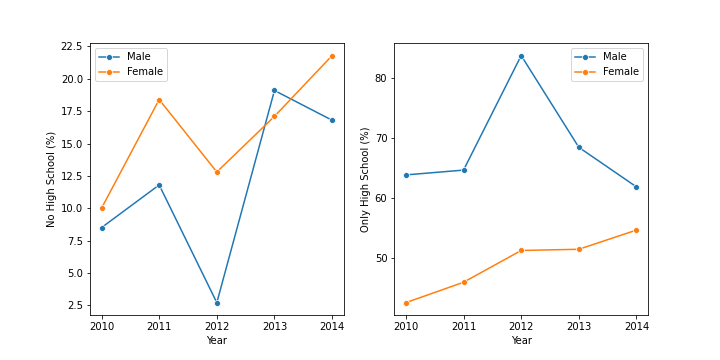 No High School (%)
22.5
20.0
17.5
15.0
12.5
10.0
7.5
5.0
2.5
Male
Female
2010 2011 2012 2013 2014
Year
Only High School (%)
80
70
60
50
Male
Female
2010 2011 2012 2013 2014
Year